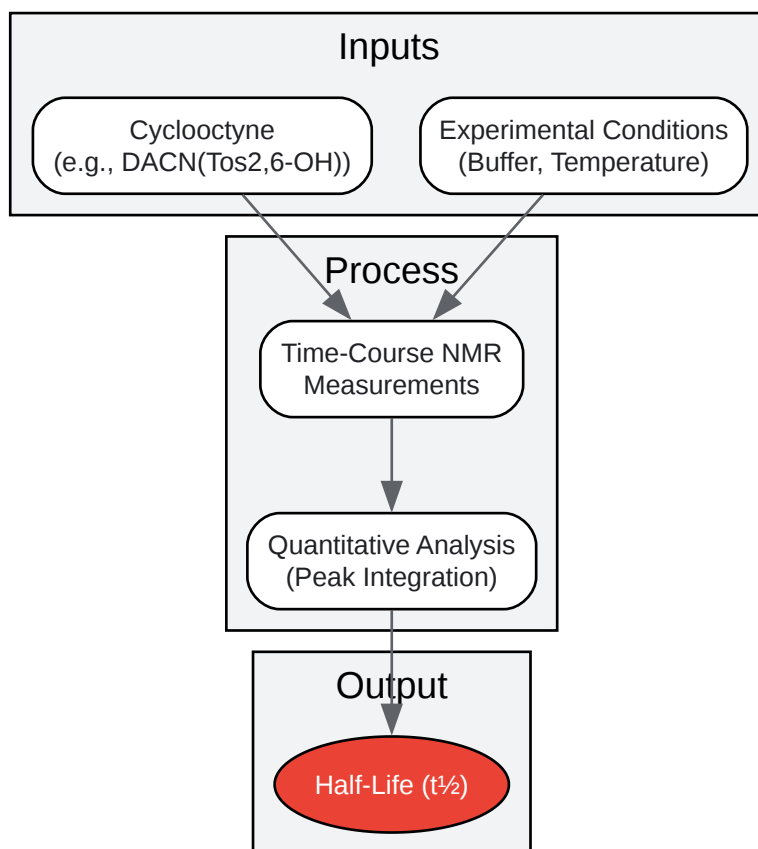 Inputs
Cyclooctyne
(e.g., DACN(Tos2,6-OH))
Experimental Conditions
(Buffer, Temperature)
Process
Time-Course NMR
Measurements
Quantitative Analysis
(Peak Integration)
Output
Half-Life (t½)